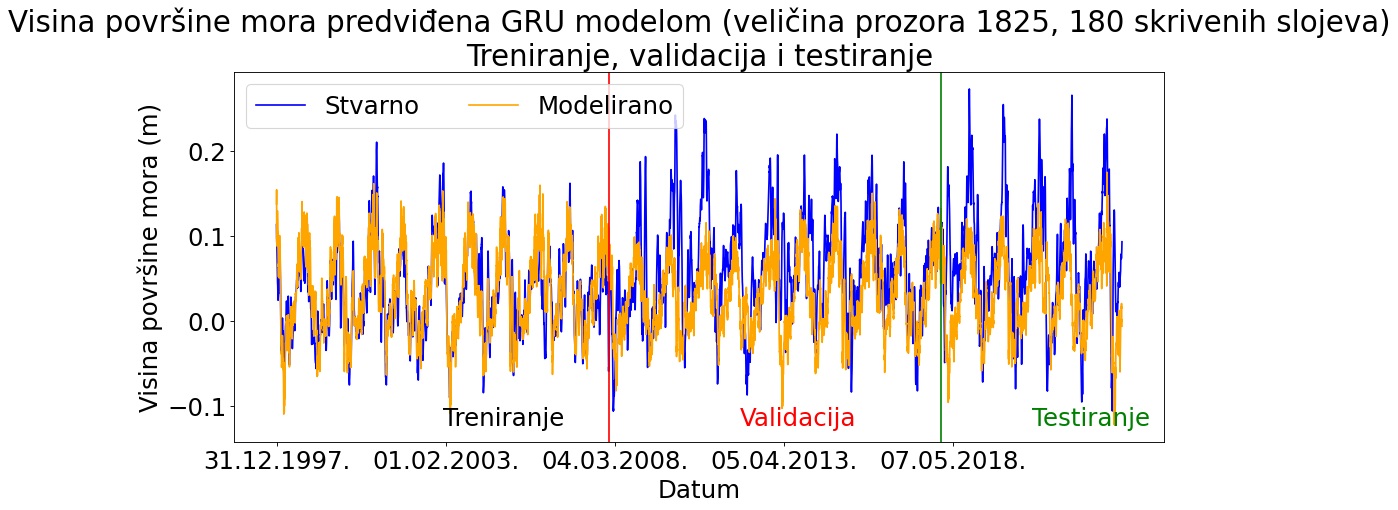 Visina površine mora predviđena GRU modelom (veličina prozora 1825, 180 skrivenih slojeva)
Treniranje, validacija i testiranje
Stvarno
Modelirano
Visina površine mora (m)
0.2
0.1
0.0
−0.1
Treniranje
Validacija
Testiranje
31.12.1997.
01.02.2003.
04.03.2008.
05.04.2013.
07.05.2018.
Datum